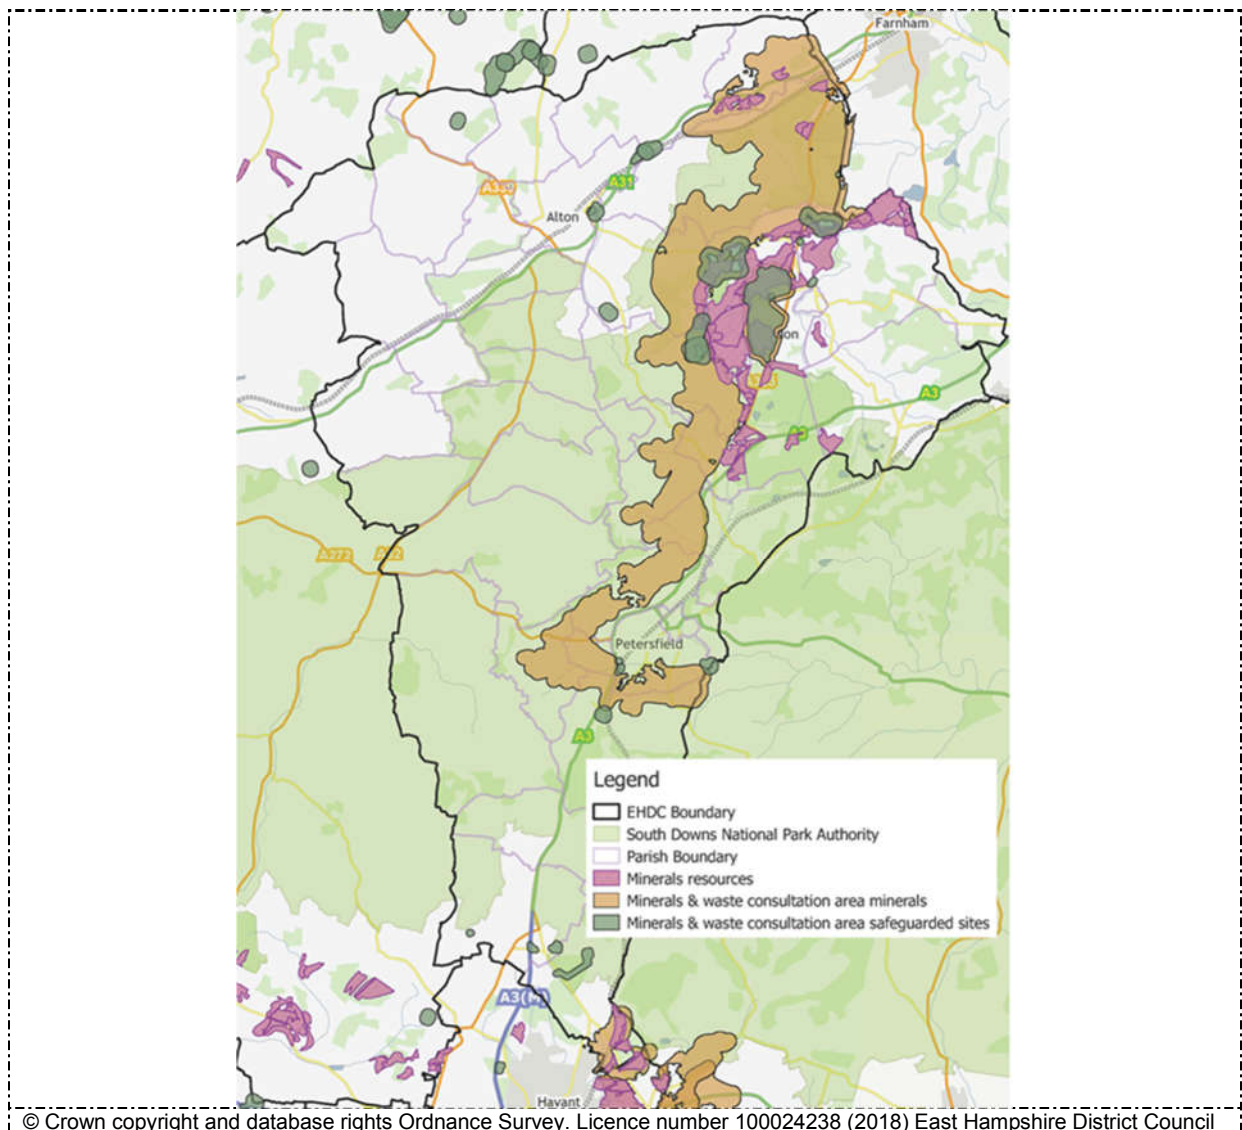 Farnham
A31
Alton
A3
A3
A272
A32
Petersfield
A3
Legend
EHDC Boundary
South Downs National Park Authority
Parish Boundary
Minerals resources
Minerals & waste consultation area minerals
Minerals & waste consultation area safeguarded sites
A3(M)
Havant
© Crown copyright and database rights Ordnance Survey. Licence number 100024238 (2018) East Hampshire District Council